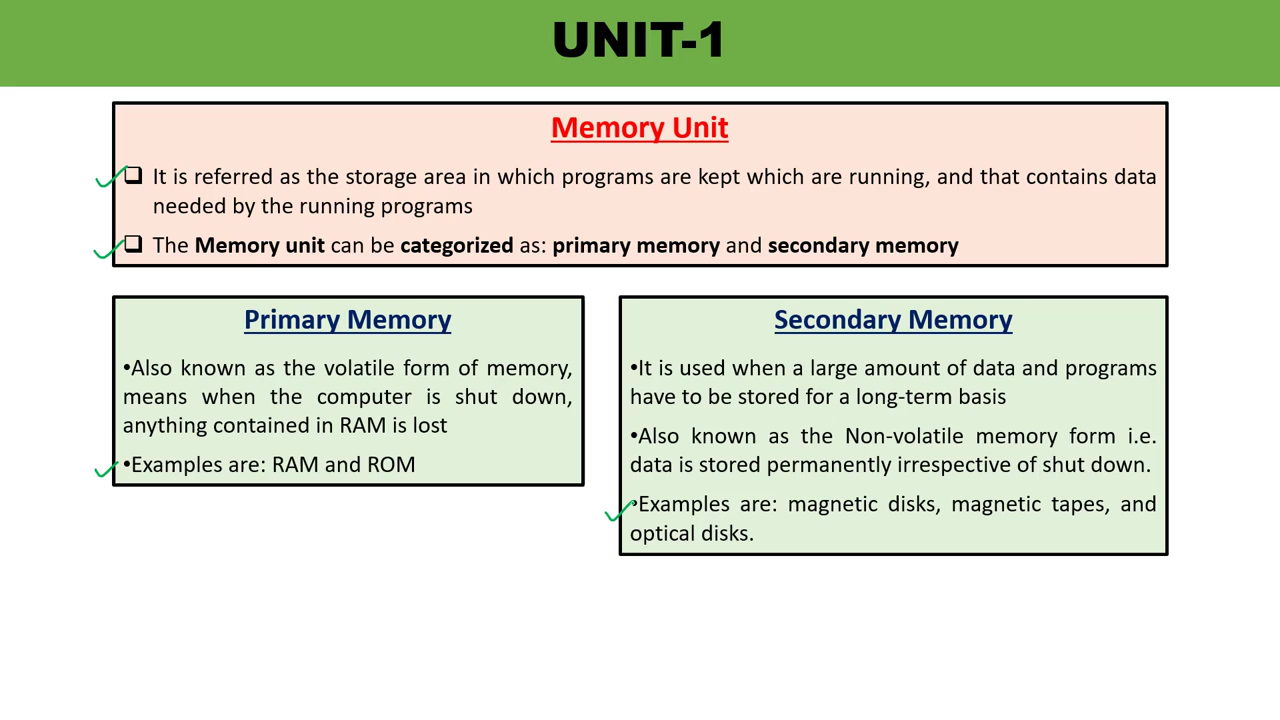 UNIT-1
Memory Unit
❑ It is referred as the storage area in which programs are kept which are running, and that contains data
needed by the running programs
❑ The Memory unit can be categorized as: primary memory and secondary memory
Primary Memory
•Also known as the volatile form of memory,
means when the computer is shut down,
anything contained in RAM is lost
•Examples are: RAM and ROM
Secondary Memory
•It is used when a large amount of data and programs
have to be stored for a long-term basis
•Also known as the Non-volatile memory form i.e.
data is stored permanently irrespective of shut down.
•Examples are: magnetic disks, magnetic tapes, and
optical disks.